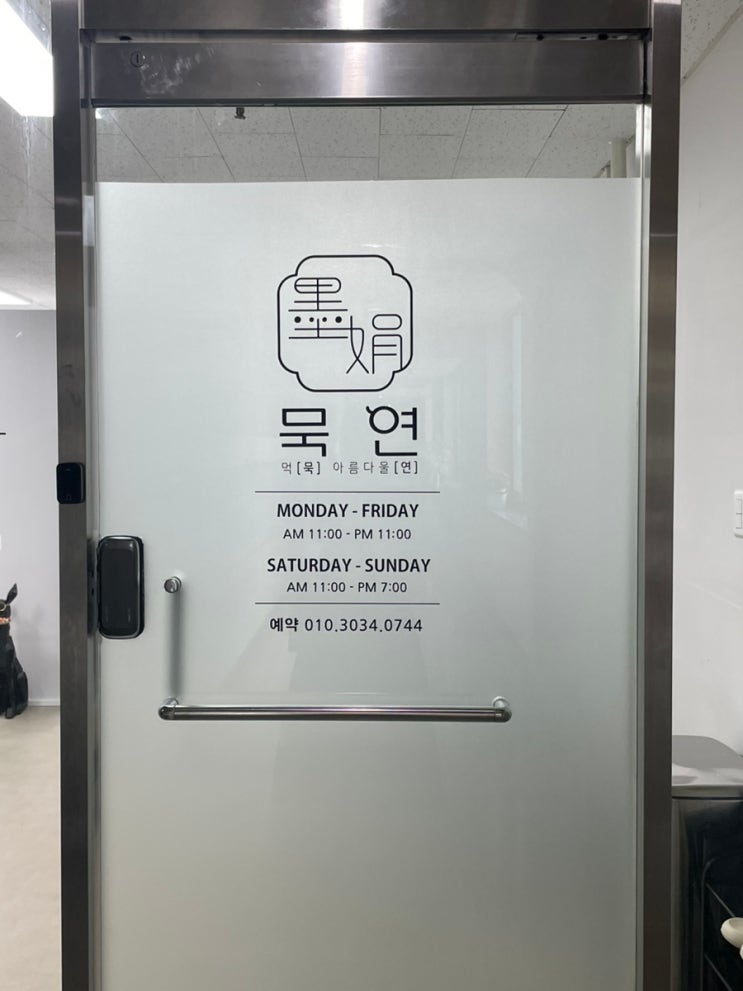 墨娟
묵연
먹[묵] 아름다울[연]
MONDAY - FRIDAY
AM 11:00 - PM 11:00
SATURDAY - SUNDAY
AM 11:00 - PM 7:00
예약 010.3034.0744